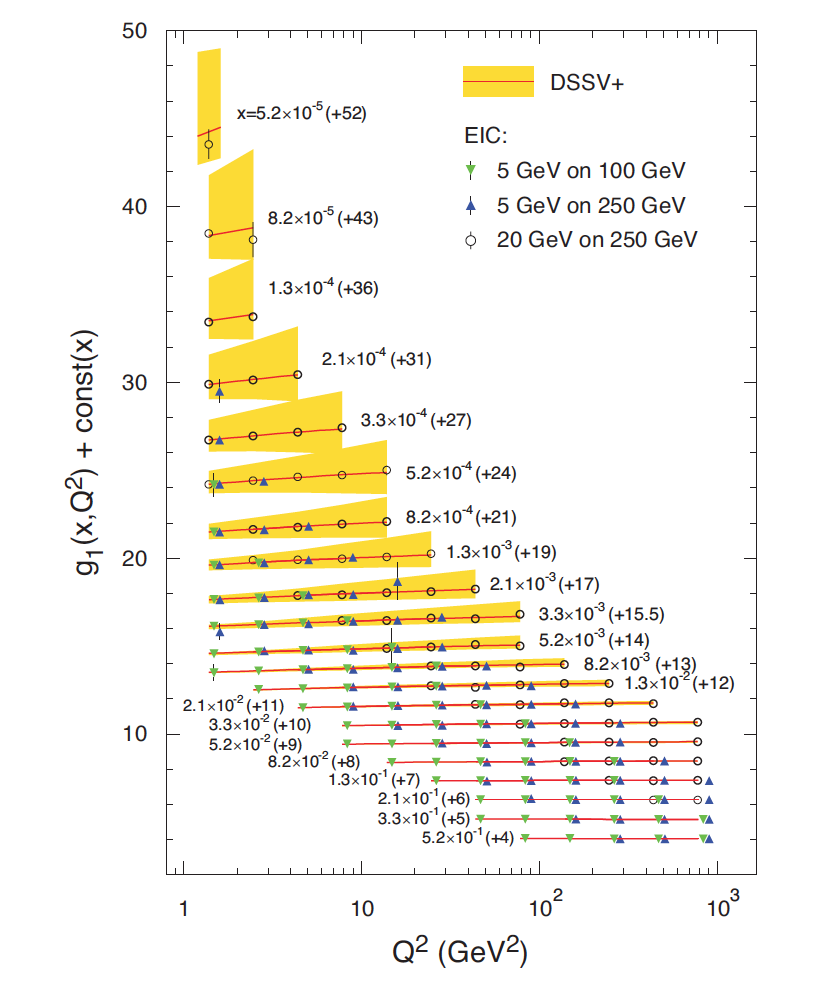 50
40
30
20
10
g₁(x,Q²) + const(x)
DSSV+
EIC:
5 GeV on 100 GeV
5 GeV on 250 GeV
20 GeV on 250 GeV
x=5.2×10⁻⁵ (+52)
8.2×10⁻⁵ (+43)
1.3×10⁻⁴ (+36)
2.1×10⁻⁴ (+31)
3.3×10⁻⁴ (+27)
5.2×10⁻⁴ (+24)
8.2×10⁻⁴ (+21)
1.3×10⁻³ (+19)
2.1×10⁻³ (+17)
3.3×10⁻³ (+15.5)
5.2×10⁻³ (+14)
8.2×10⁻³ (+13)
1.3×10⁻² (+12)
2.1×10⁻² (+11)
3.3×10⁻² (+10)
5.2×10⁻² (+9)
8.2×10⁻² (+8)
1.3×10⁻¹ (+7)
2.1×10⁻¹ (+6)
3.3×10⁻¹ (+5)
5.2×10⁻¹ (+4)
1 10 10² 10³
Q² (GeV²)